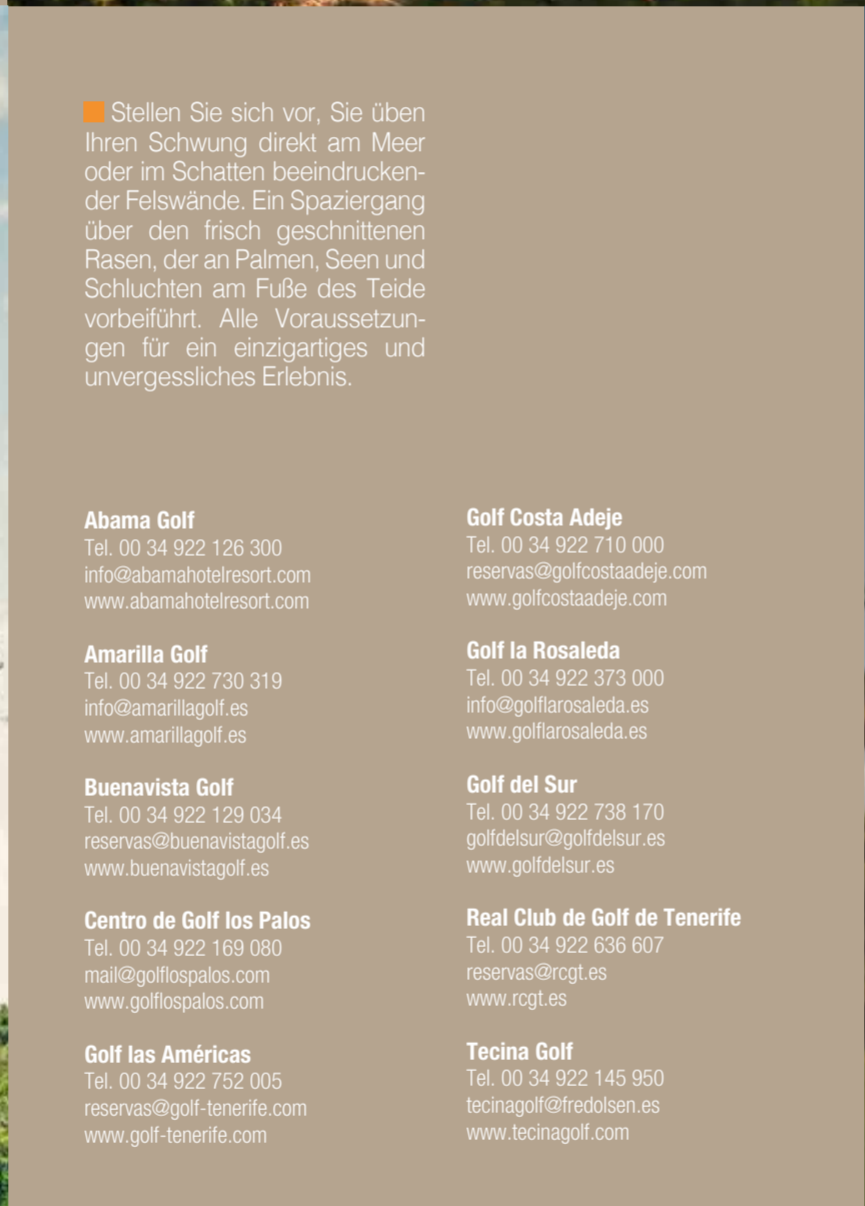 Stellen Sie sich vor, Sie üben
Ihren Schwung direkt am Meer
oder im Schatten beeindrucken-
der Felswände. Ein Spaziergang
über den frisch geschnittenen
Rasen, der an Palmen, Seen und
Schluchten am Fuße des Teide
vorbeiführt. Alle Voraussetzun-
gen für ein einzigartiges und
unvergessliches Erlebnis.
Abama Golf
Tel. 00 34 922 126 300
info@abamahotelresort.com
www.abamahotelresort.com
Amarilla Golf
Tel. 00 34 922 730 319
info@amarillagolf.es
www.amarillagolf.es
Buenavista Golf
Tel. 00 34 922 129 034
reservas@buenavistagolf.es
www.buenavistagolf.es
Centro de Golf los Palos
Tel. 00 34 922 169 080
mail@golflospalos.com
www.golflospalos.com
Golf las Américas
Tel. 00 34 922 752 005
reservas@golf-tenerife.com
www.golf-tenerife.com
Golf Costa Adeje
Tel. 00 34 922 710 000
reservas@golfcostaadeje.com
www.golfcostaadeje.com
Golf la Rosaleda
Tel. 00 34 922 373 000
info@golflarosaleda.es
www.golflarosaleda.es
Golf del Sur
Tel. 00 34 922 738 170
golfdelsur@golfdelsur.es
www.golfdelsur.es
Real Club de Golf de Tenerife
Tel. 00 34 922 636 607
reservas@rcgt.es
www.rcgt.es
Tecina Golf
Tel. 00 34 922 145 950
tecinagolf@fredolsen.es
www.tecinagolf.com